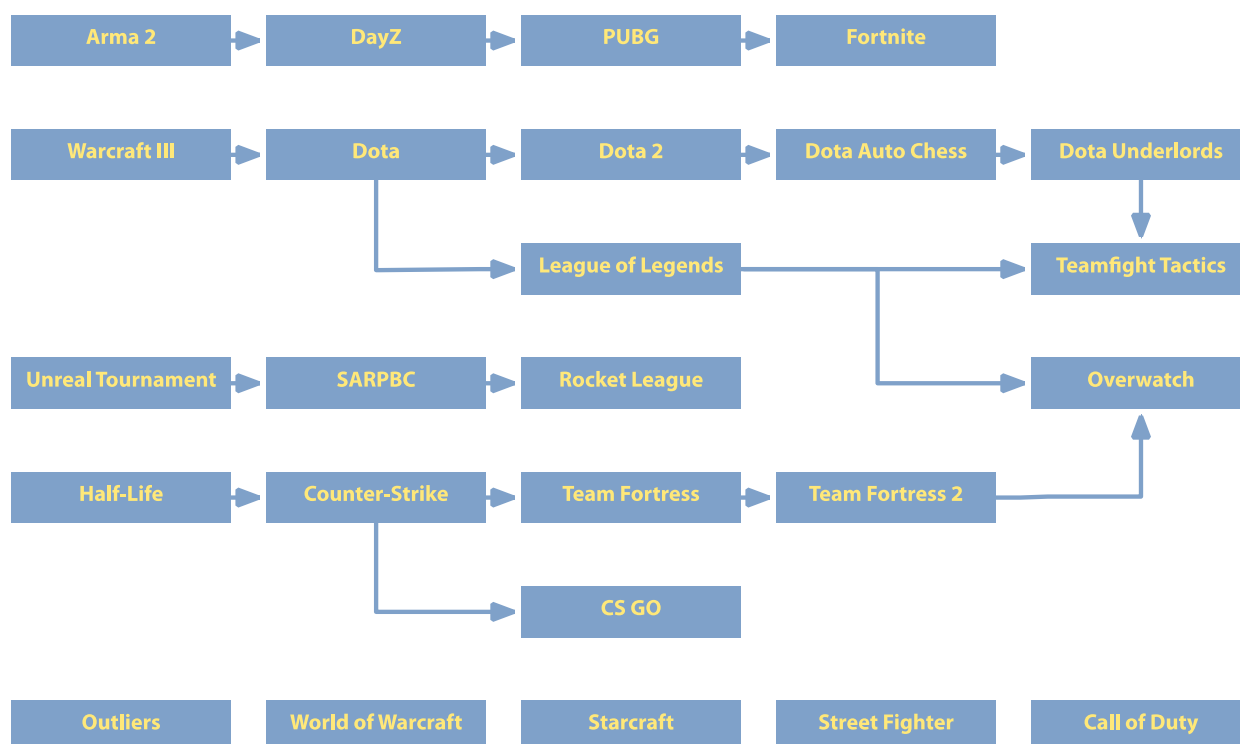 Arma 2
DayZ
PUBG
Fortnite
Warcraft III
Dota
Dota 2
Dota Auto Chess
Dota Underlords
League of Legends
Teamfight Tactics
Unreal Tournament
SARPBC
Rocket League
Overwatch
Half-Life
Counter-Strike
Team Fortress
Team Fortress 2
CS GO
Outliers
World of Warcraft
Starcraft
Street Fighter
Call of Duty